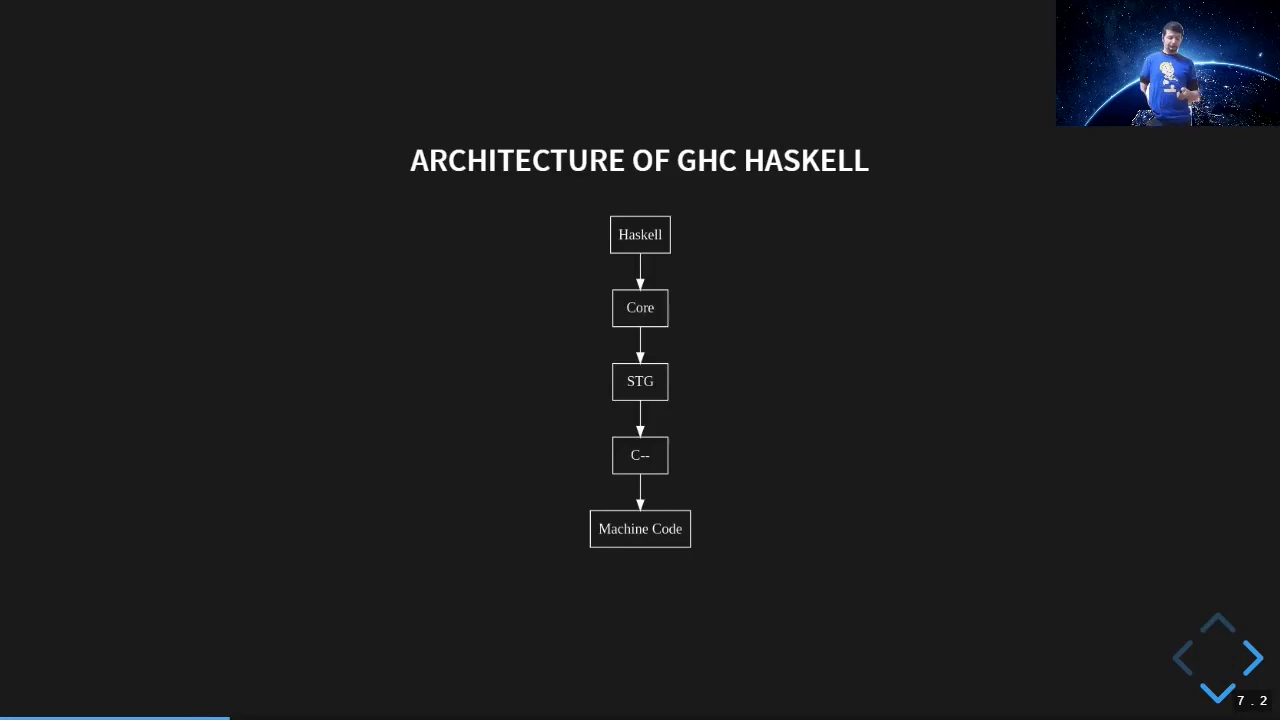 ARCHITECTURE OF GHC HASKELL
Haskell
Core
STG
C--
Machine Code
7 . 2